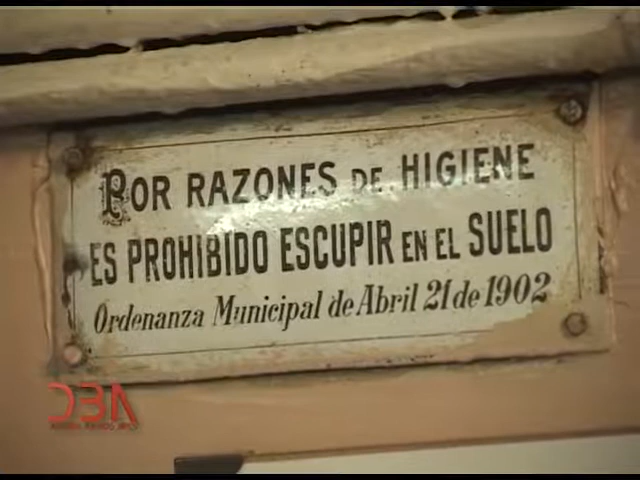 POR RAZONES DE HIGIENE
ES PROHIBIDO ESCUPIR EN EL SUELO
Ordenanza Municipal de Abril 21 de 1902
DBA